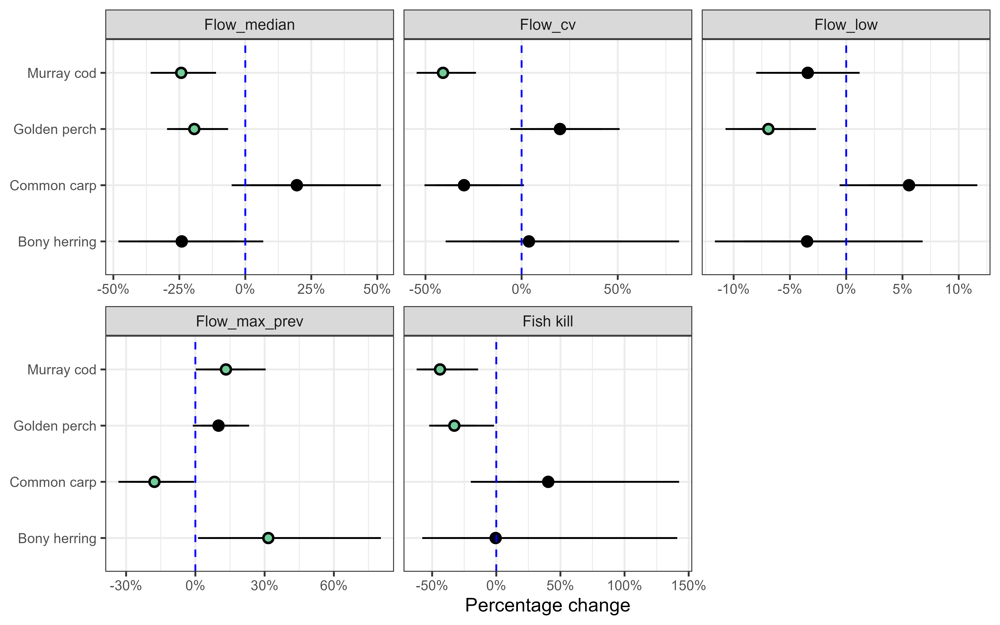 Flow_median Flow_cv Flow_low
Murray cod
Golden perch
Common carp
Bony herring
-50% -25% 0% 25% 50% -50% 0% 50% -10% -5% 0% 5% 10%
Flow_max_prev Fish kill
Murray cod
Golden perch
Common carp
Bony herring
-30% 0% 30% 60% -50% 0% 50% 100% 150%
Percentage change